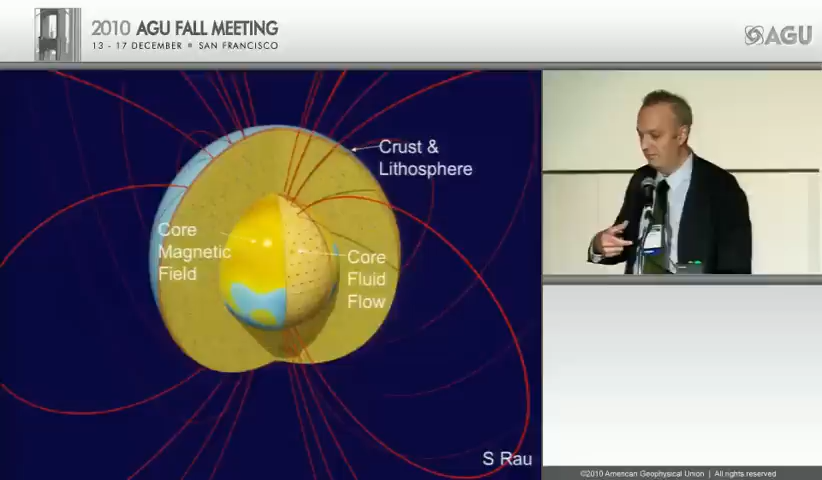 2010 AGU FALL MEETING
13 - 17 DECEMBER • SAN FRANCISCO
AGU
Crust &
Lithosphere
Core
Magnetic
Field
Core
Fluid
Flow
S Rau
©2010 American Geophysical Union | All rights reserved